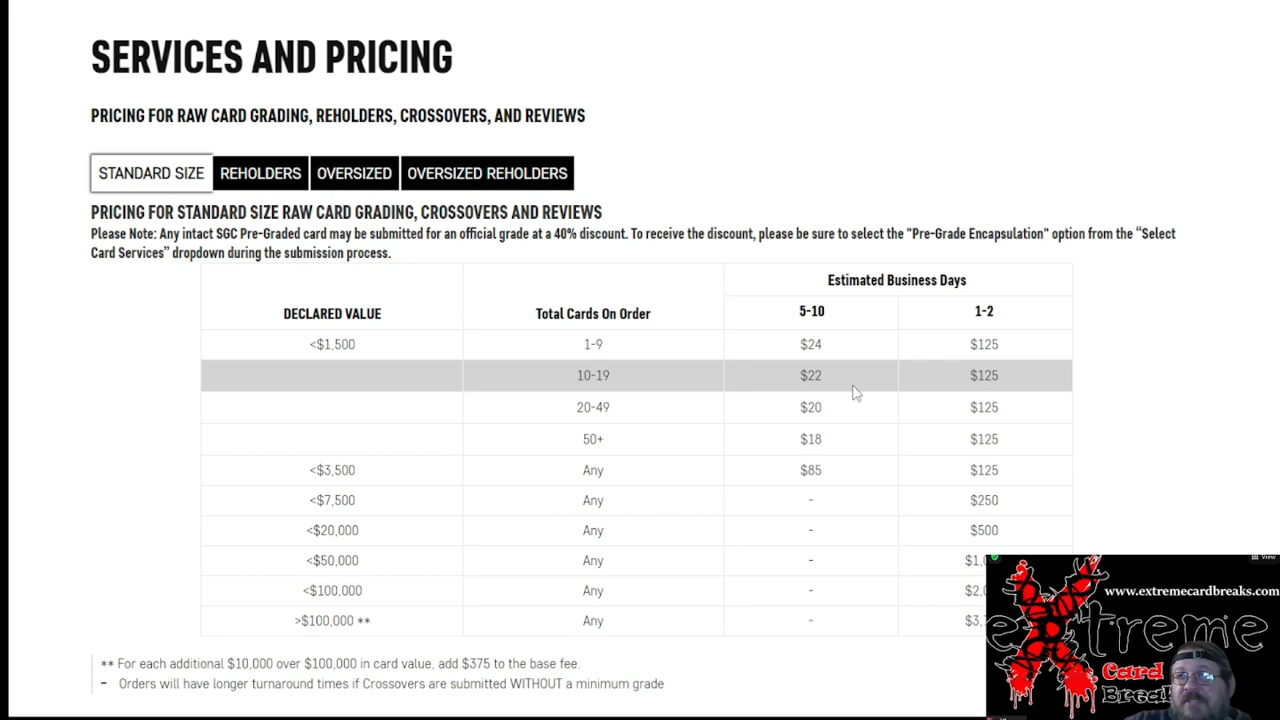 SERVICES AND PRICING
PRICING FOR RAW CARD GRADING, REHOLDERS, CROSSOVERS, AND REVIEWS
STANDARD SIZE REHOLDERS OVERSIZED OVERSIZED REHOLDERS
PRICING FOR STANDARD SIZE RAW CARD GRADING, CROSSOVERS AND REVIEWS
Please Note: Any intact SGC Pre-Graded card may be submitted for an official grade at a 40% discount. To receive the discount, please be sure to select the "Pre-Grade Encapsulation" option from the “Select
Card Services” dropdown during the submission process.
Estimated Business Days
DECLARED VALUE Total Cards On Order 5-10 1-2
<$1,500 1-9 $24 $125
10-19 $22 $125
20-49 $20 $125
50+ $18 $125
<$3,500 Any $85 $125
<$7,500 Any - $250
<$20,000 Any - $500
<$50,000 Any - $1,
<$100,000 Any - $2,
>$100,000 ** Any - $3,
** For each additional $10,000 over $100,000 in card value, add $375 to the base fee.
- Orders will have longer turnaround times if Crossovers are submitted WITHOUT a minimum grade
View
www.extremecardbreaks.com
extreme
Card
Break